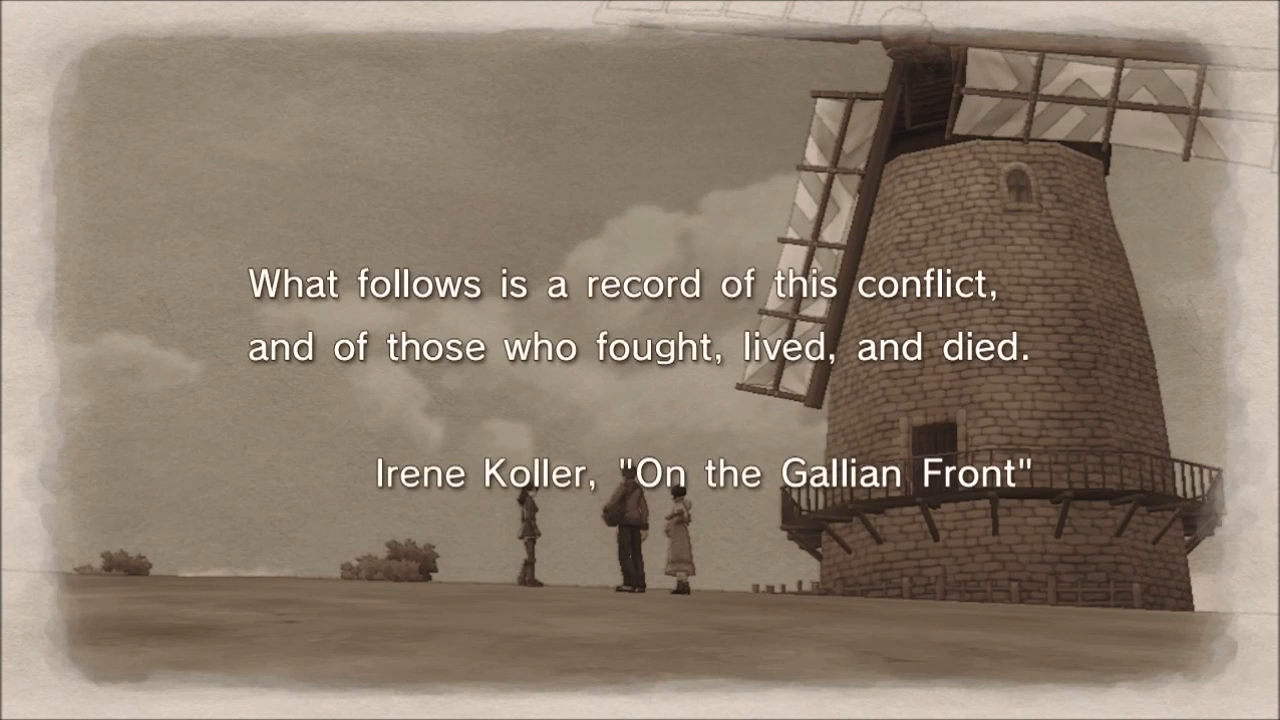 What follows is a record of this conflict,
and of those who fought, lived, and died.
Irene Koller, "On the Gallian Front"